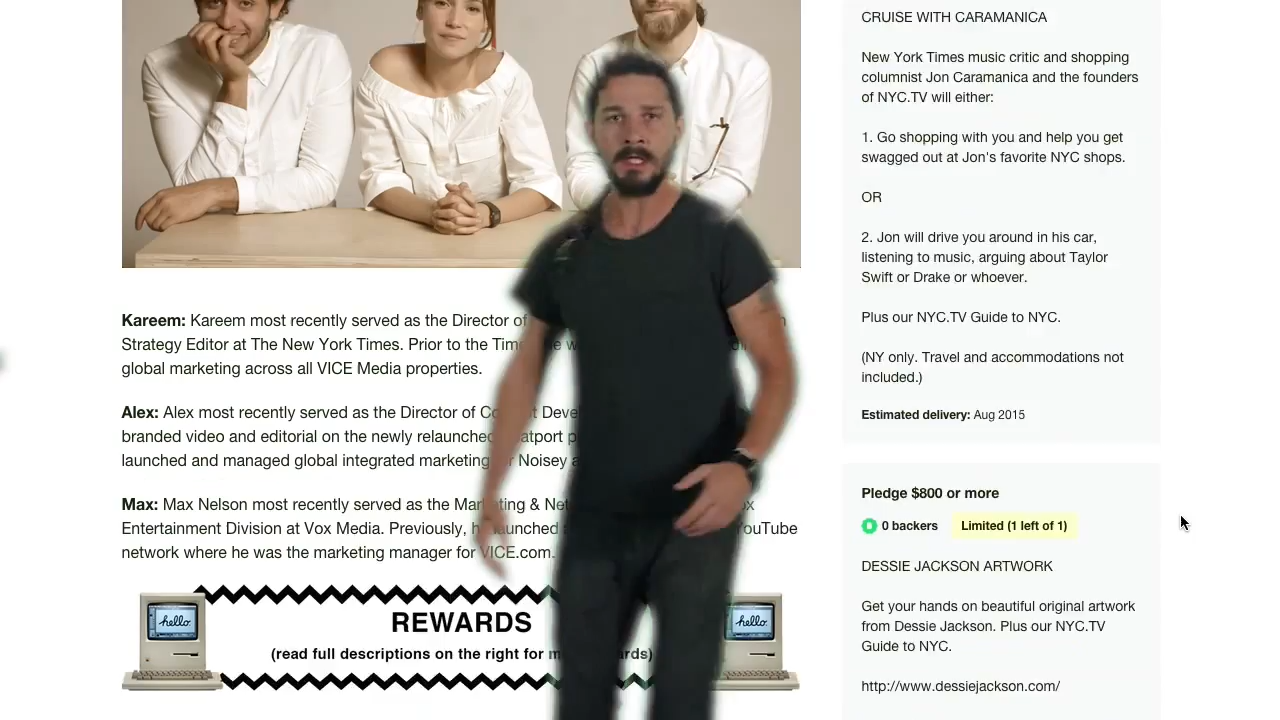 Kareem: Kareem most recently served as the Director of
Strategy Editor at The New York Times. Prior to the
global marketing across all VICE Media properties.
Alex: Alex most recently served as the Director of
branded video and editorial on the newly
launched and managed global integrated marketing Noisey
Max: Max Nelson most recently served as the &
Entertainment Division at Vox Media. Previously, launched YouTube
network where he was the marketing manager for VICE.com.
hello.
REWARDS
hello.
(read full descriptions on the right for
CRUISE WITH CARAMANICA
New York Times music critic and shopping
columnist Jon Caramanica and the founders
of NYC.TV will either:
1. Go shopping with you and help you get
swagged out at Jon's favorite NYC shops.
OR
2. Jon will drive you around in his car,
listening to music, arguing about Taylor
Swift or Drake or whoever.
Plus our NYC.TV Guide to NYC.
(NY only. Travel and accommodations not
included.)
Estimated delivery: Aug 2015
Pledge $800 or more
0 backers Limited (1 left of 1)
DESSIE JACKSON ARTWORK
Get your hands on beautiful original artwork
from Dessie Jackson. Plus our NYC.TV
Guide to NYC.
http://www.dessiejackson.com/